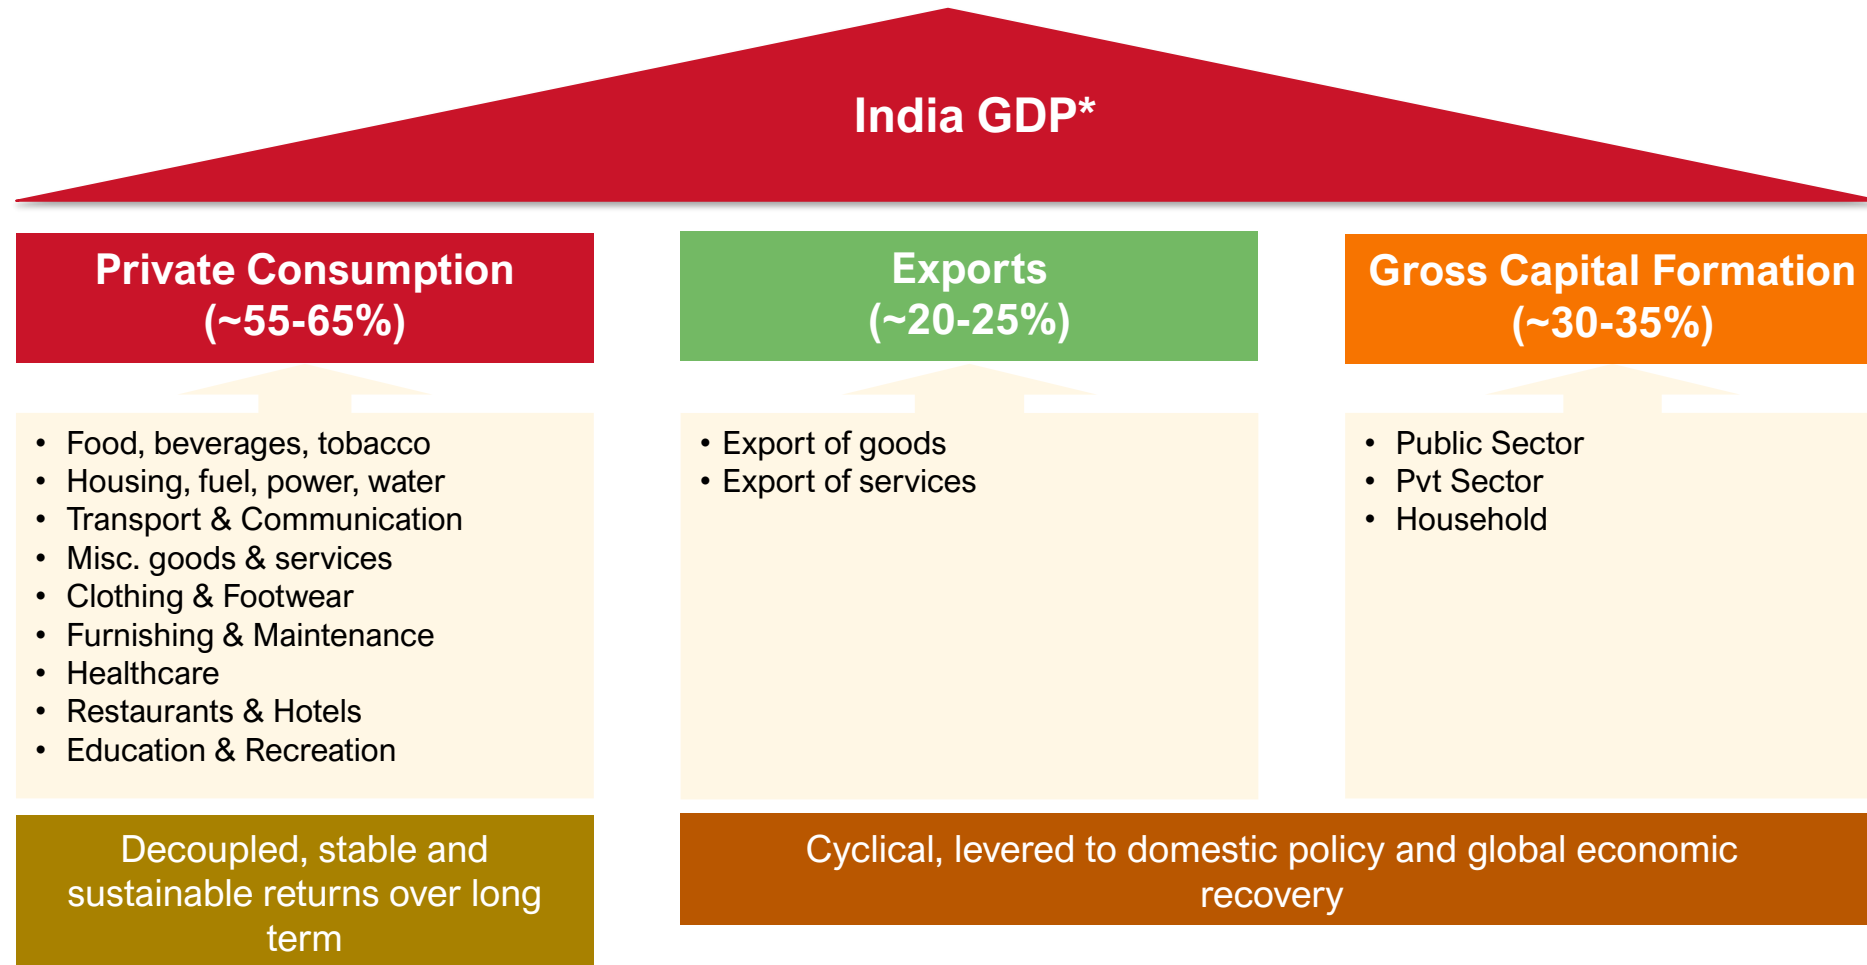 India GDP*
Private Consumption
(~55-65%)
• Food, beverages, tobacco
• Housing, fuel, power, water
• Transport & Communication
• Misc. goods & services
• Clothing & Footwear
• Furnishing & Maintenance
• Healthcare
• Restaurants & Hotels
• Education & Recreation
Decoupled, stable and
sustainable returns over long
term
Exports
(~20-25%)
• Export of goods
• Export of services
Gross Capital Formation
(~30-35%)
• Public Sector
• Pvt Sector
• Household
Cyclical, levered to domestic policy and global economic
recovery